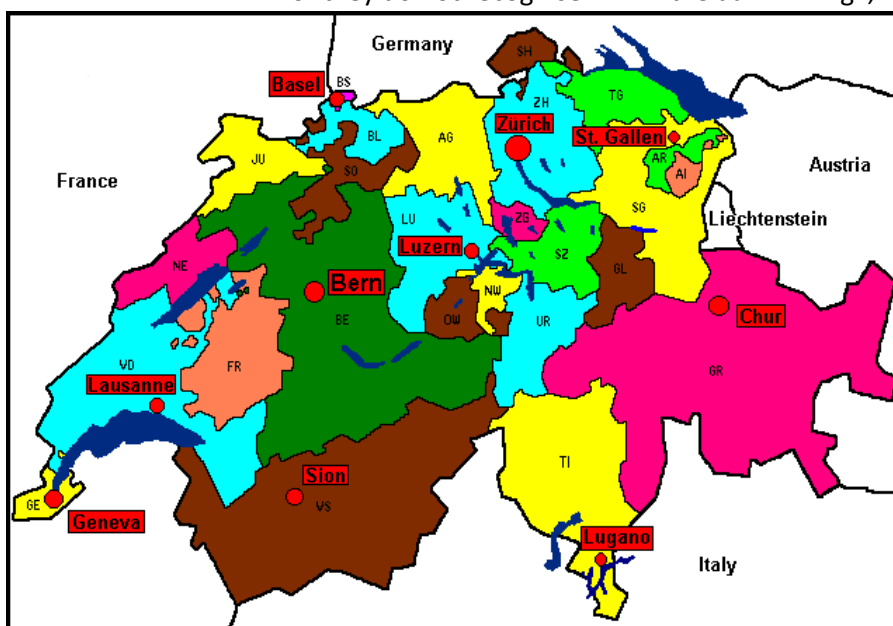 Germany
SH
Basel
BS
TG
ZH
BL
AG
Zürich
St. Gallen
JU
SO
AR
AI
Austria
France
SG
Liechtenstein
LU
ZG
NE
Luzern
SZ
GL
Bern
NW
BE
OW
UR
Chur
VD
FR
GR
Lausanne
TI
Sion
VS
GE
Geneva
Lugano
Italy